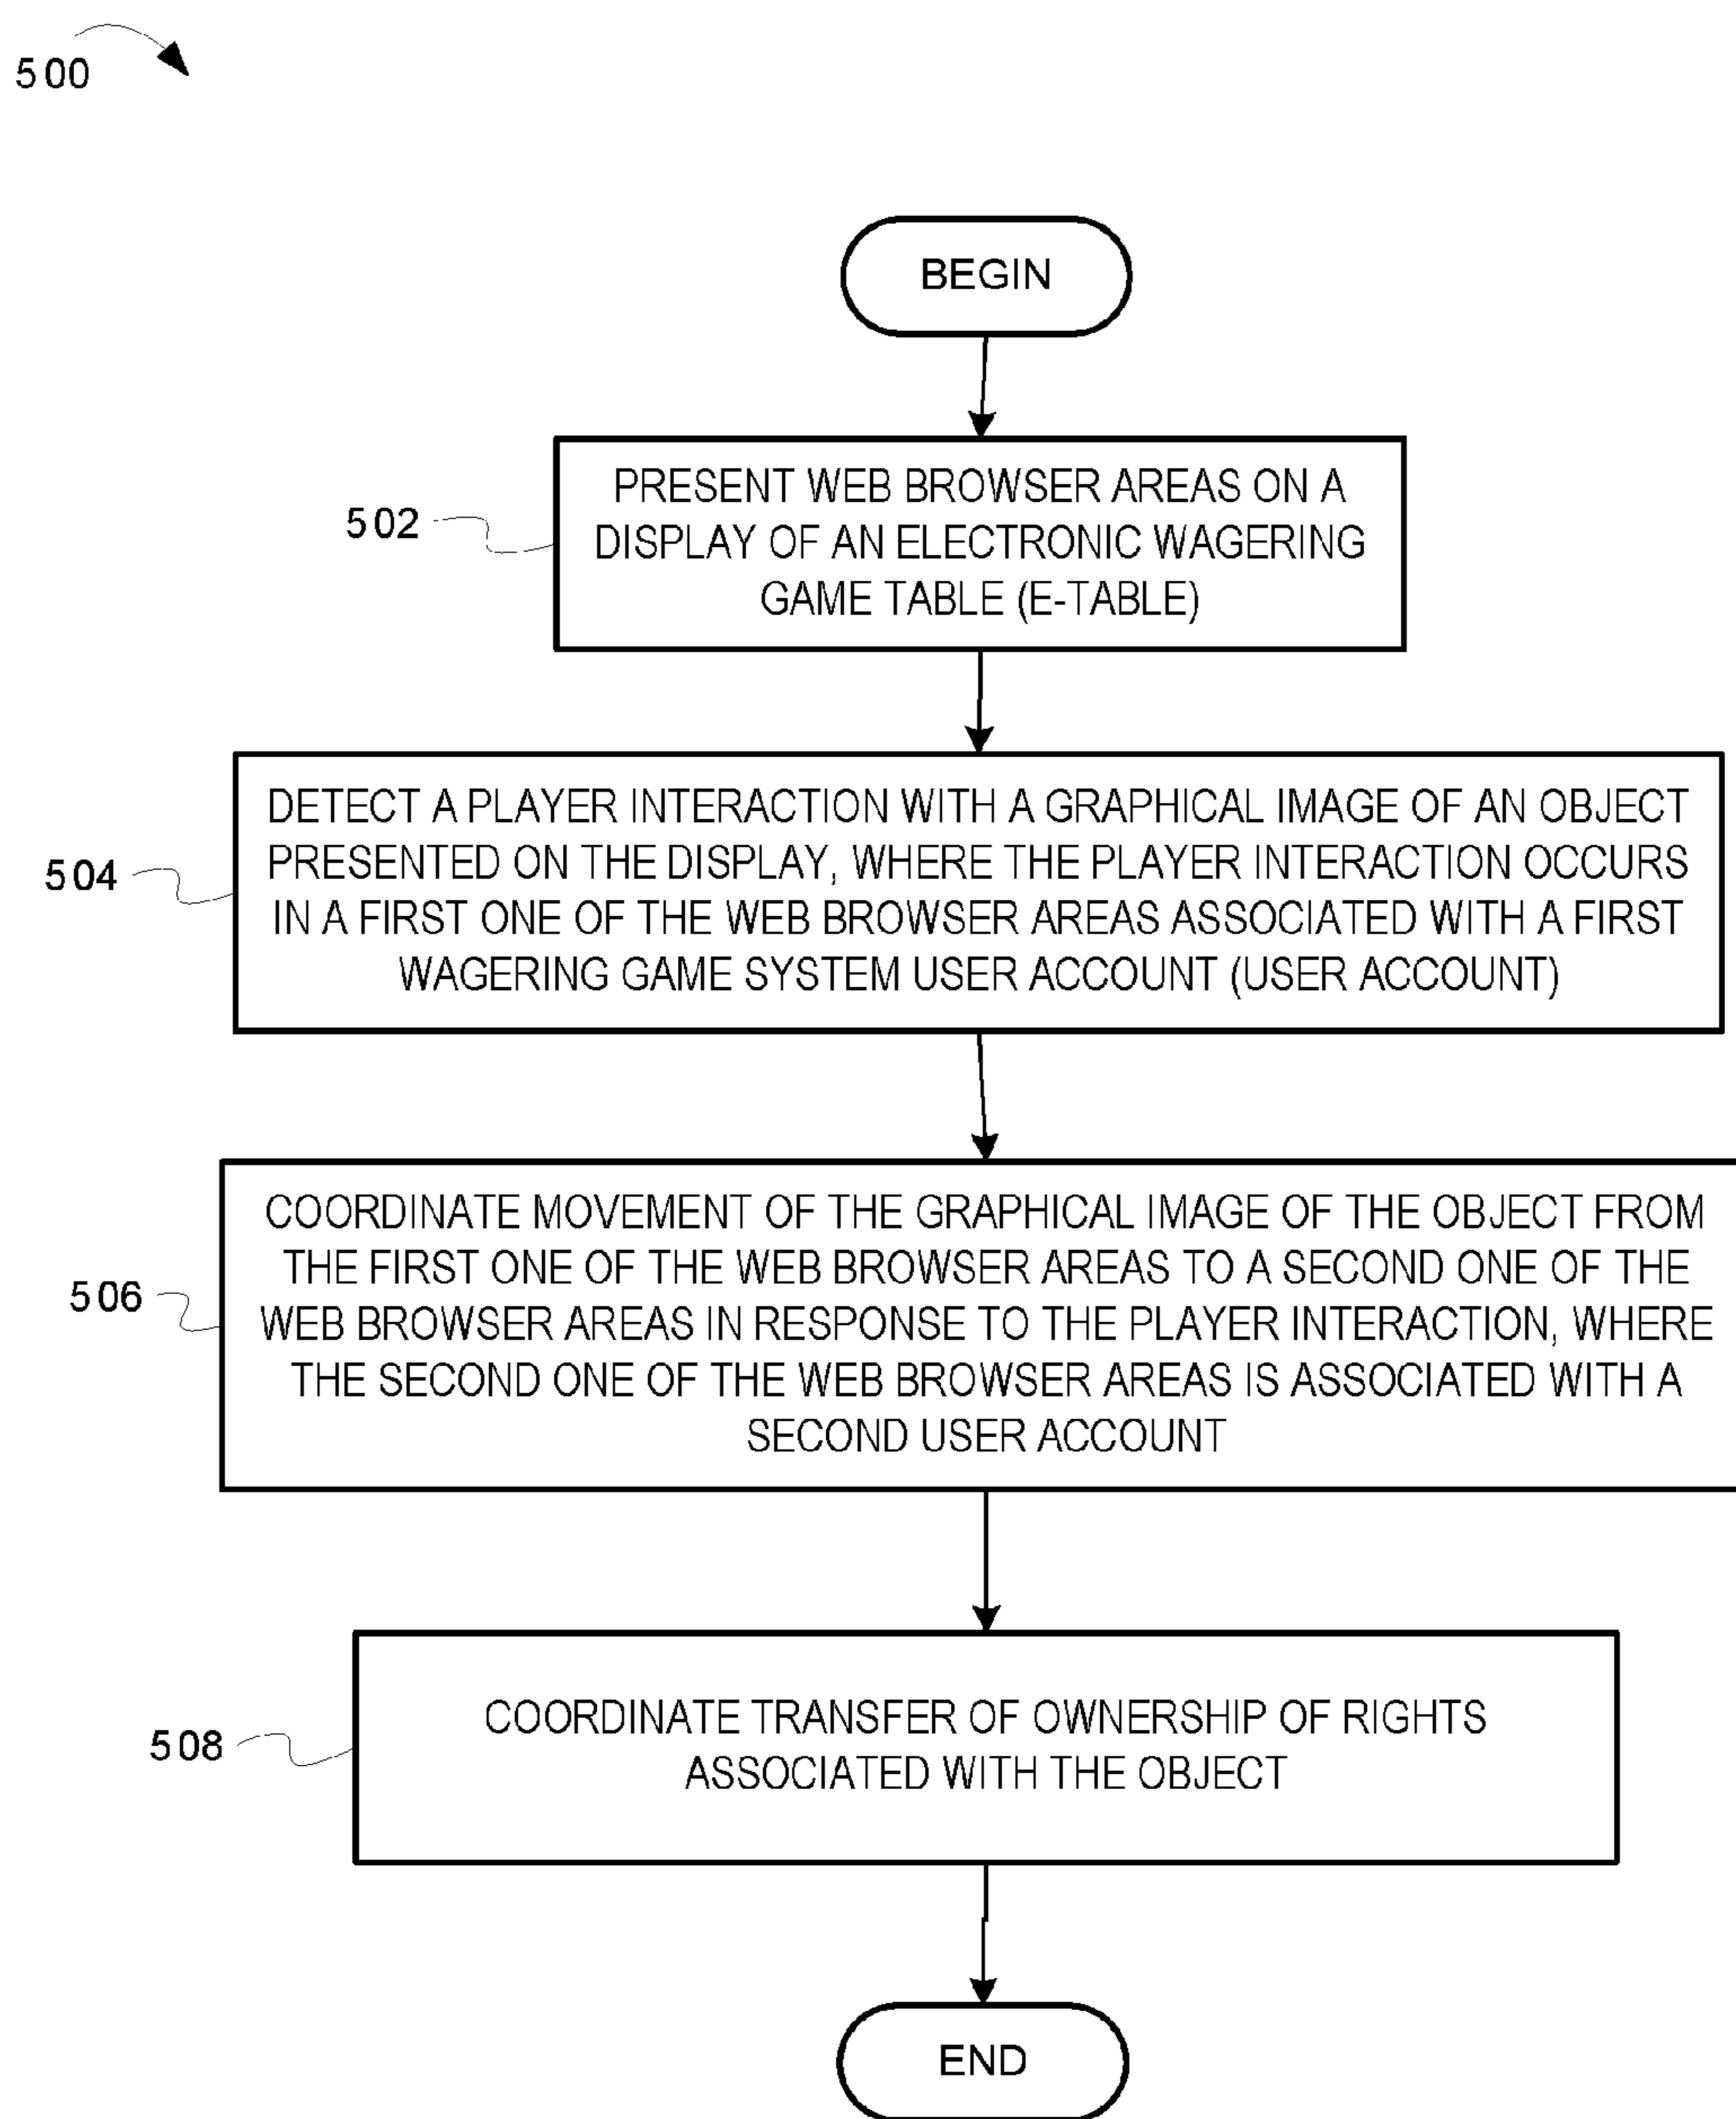 500
BEGIN
502
PRESENT WEB BROWSER AREAS ON A
DISPLAY OF AN ELECTRONIC WAGERING
GAME TABLE (E-TABLE)
504
DETECT A PLAYER INTERACTION WITH A GRAPHICAL IMAGE OF AN OBJECT
PRESENTED ON THE DISPLAY, WHERE THE PLAYER INTERACTION OCCURS
IN A FIRST ONE OF THE WEB BROWSER AREAS ASSOCIATED WITH A FIRST
WAGERING GAME SYSTEM USER ACCOUNT (USER ACCOUNT)
506
COORDINATE MOVEMENT OF THE GRAPHICAL IMAGE OF THE OBJECT FROM
THE FIRST ONE OF THE WEB BROWSER AREAS TO A SECOND ONE OF THE
WEB BROWSER AREAS IN RESPONSE TO THE PLAYER INTERACTION, WHERE
THE SECOND ONE OF THE WEB BROWSER AREAS IS ASSOCIATED WITH A
SECOND USER ACCOUNT
508
COORDINATE TRANSFER OF OWNERSHIP OF RIGHTS
ASSOCIATED WITH THE OBJECT
END